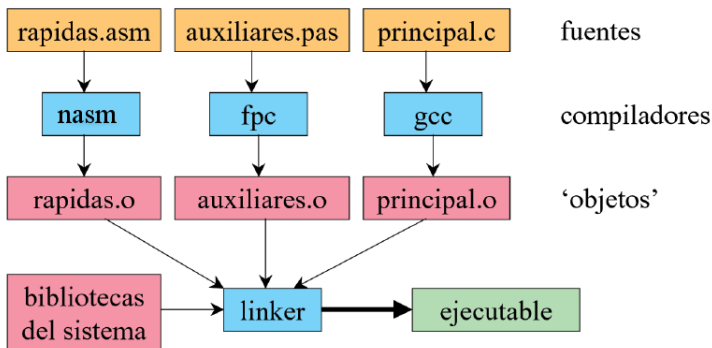 rapidas.asm auxiliares.pas principal.c fuentes
nasm fpc gcc compiladores
rapidas.o auxiliares.o principal.o ‘objetos’
bibliotecas
del sistema
linker ejecutable